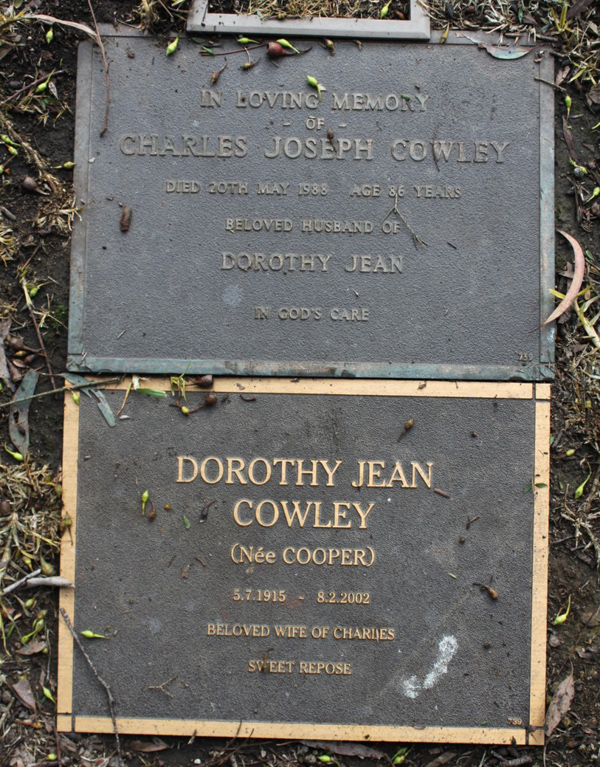 IN LOVING MEMORY
- OF -
CHARLES JOSEPH COWLEY
DIED 20TH MAY 1988 AGE 86 YEARS
BELOVED HUSBAND OF
DOROTHY JEAN
IN GOD'S CARE
739
DOROTHY JEAN
COWLEY
(Née COOPER)
5.7.1915 - 8.2.2002
BELOVED WIFE OF CHARLES
SWEET REPOSE
739